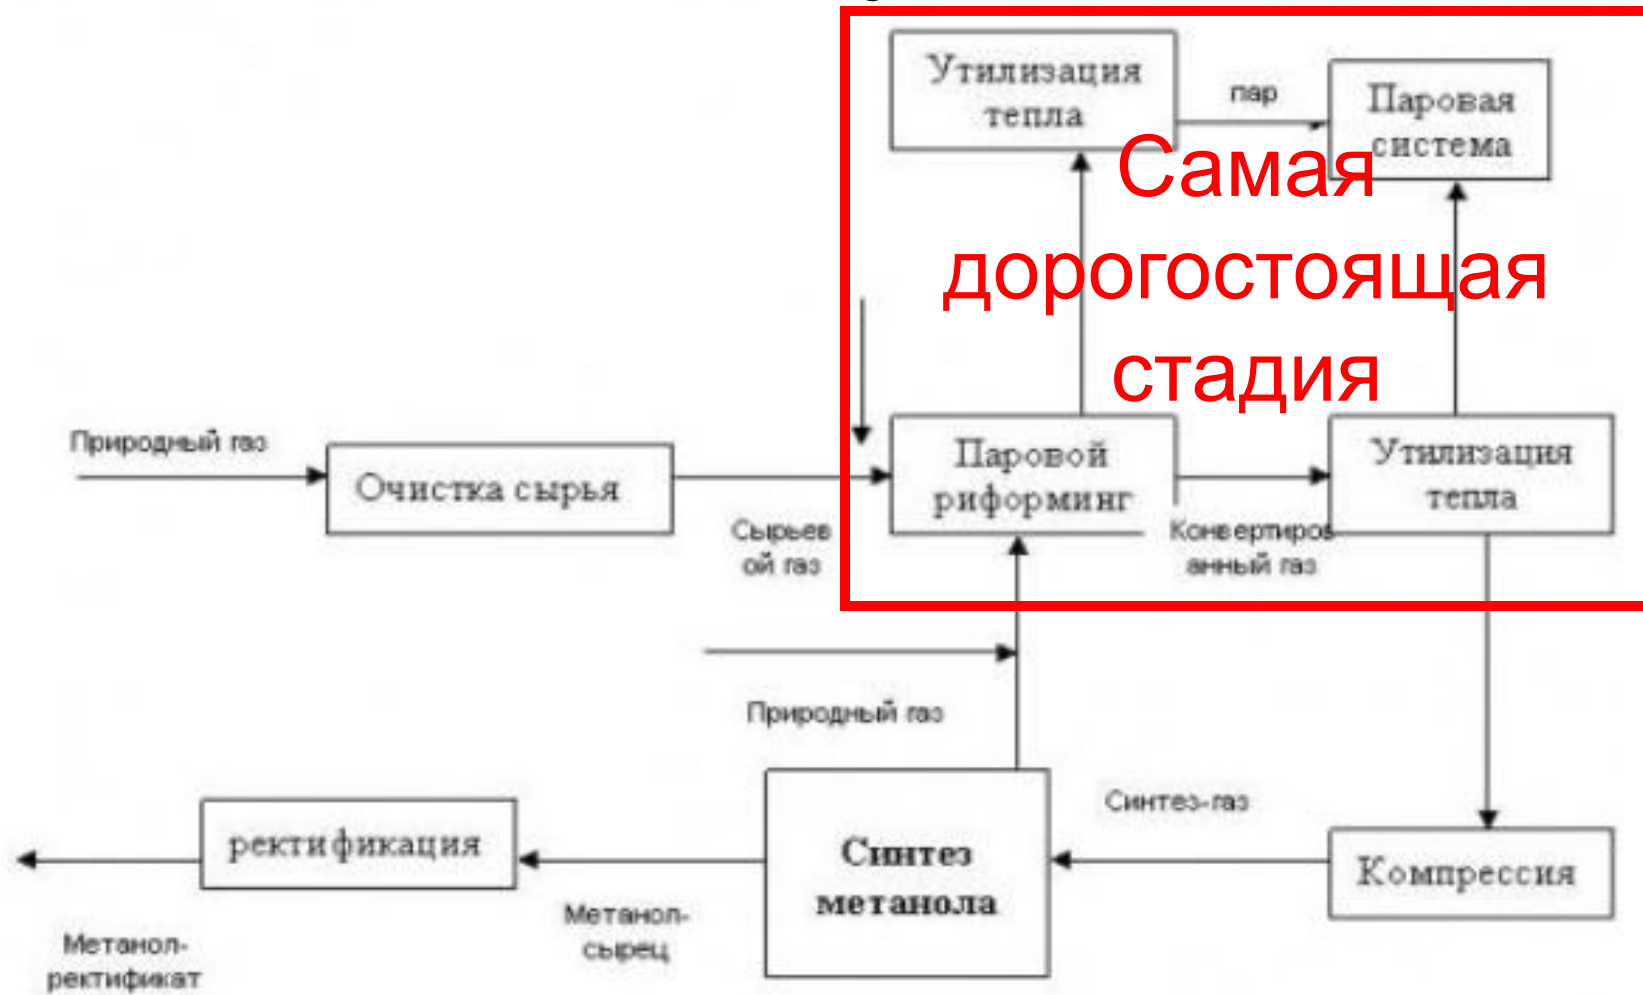 Утилизация
тепла
пар
Паровая
система
Самая
дорогостоящая
стадия
Природный газ
Очистка сырья
Сырьев
ой газ
Паровой
риформинг
Конвертиров
анный газ
Утилизация
тепла
Природный газ
ректификация
Метанол-
ректификат
Метанол-
сырец
Синтез
метанола
Синтез-газ
Компрессия